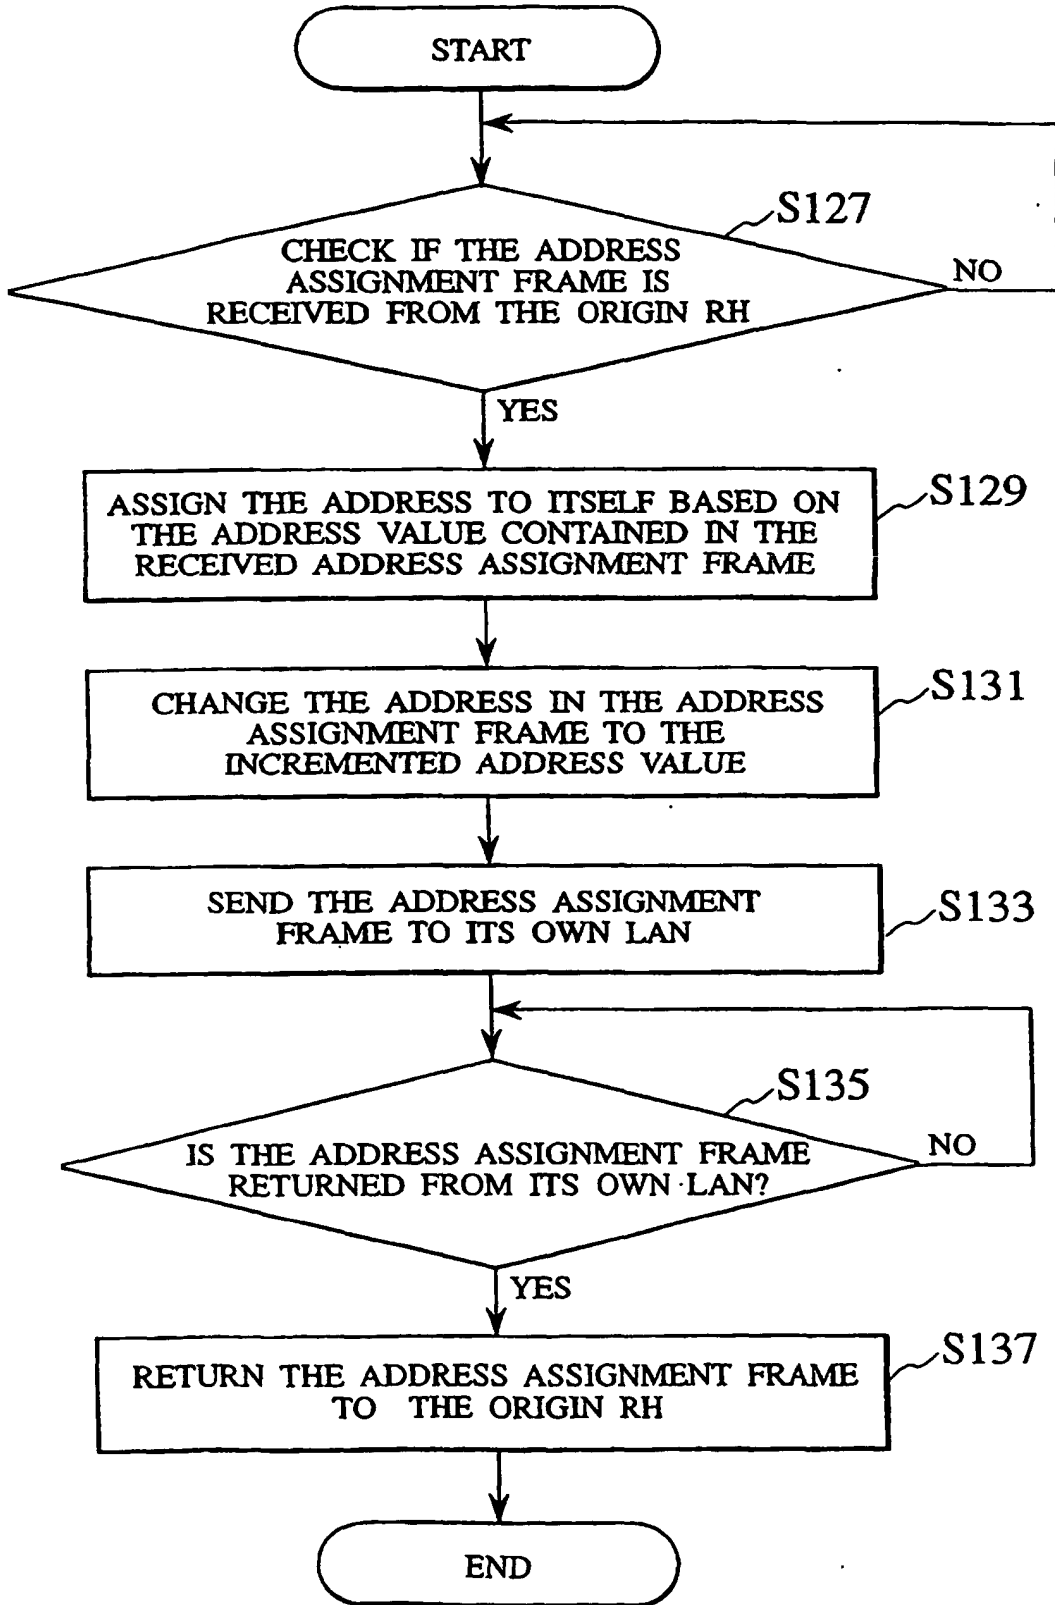 START
S127
CHECK IF THE ADDRESS
ASSIGNMENT FRAME IS
RECEIVED FROM THE ORIGIN RH
NO
YES
S129
ASSIGN THE ADDRESS TO ITSELF BASED ON
THE ADDRESS VALUE CONTAINED IN THE
RECEIVED ADDRESS ASSIGNMENT FRAME
S131
CHANGE THE ADDRESS IN THE ADDRESS
ASSIGNMENT FRAME TO THE
INCREMENTED ADDRESS VALUE
S133
SEND THE ADDRESS ASSIGNMENT
FRAME TO ITS OWN LAN
S135
IS THE ADDRESS ASSIGNMENT FRAME
RETURNED FROM ITS OWN LAN?
NO
YES
S137
RETURN THE ADDRESS ASSIGNMENT FRAME
TO THE ORIGIN RH
END